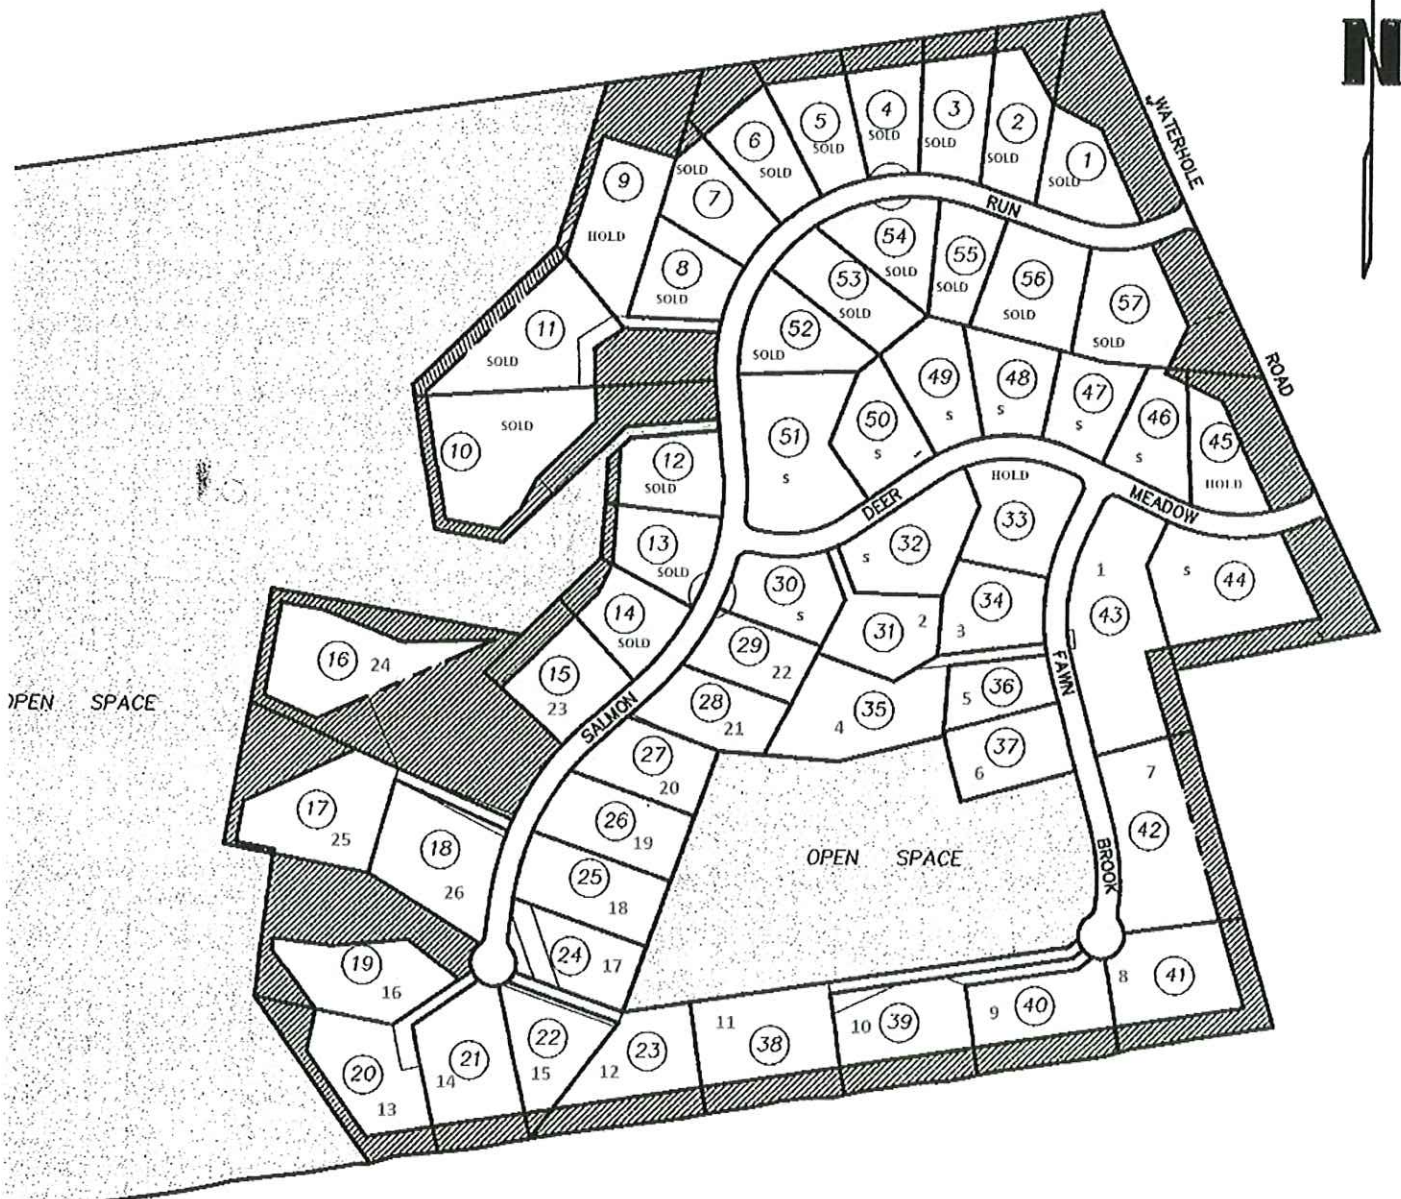 N
WATERHOLE
ROAD
RUN
1
SOLD
2
SOLD
3
SOLD
4
SOLD
5
SOLD
6
SOLD
SOLD
7
8
SOLD
9
HOLD
11
SOLD
SOLD
10
12
SOLD
13
SOLD
14
SOLD
15
23
16
24
OPEN SPACE
17
25
18
26
19
16
20
13
21
14
22
15
23
12
24
17
25
18
26
19
27
20
28
21
29
22
30
S
31
2
32
S
HOLD
33
34
3
35
4
36
5
37
6
OPEN SPACE
11
38
10
39
9
40
8
41
7
42
1
43
S
44
45
HOLD
46
S
47
S
48
S
49
S
50
S
51
S
52
SOLD
53
SOLD
54
SOLD
55
SOLD
56
SOLD
57
SOLD
DEER
MEADOW
SALMON
FAWN
BROOK